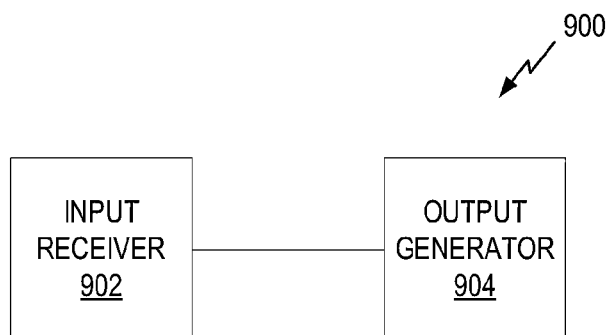 900
INPUT
RECEIVER
902
OUTPUT
GENERATOR
904